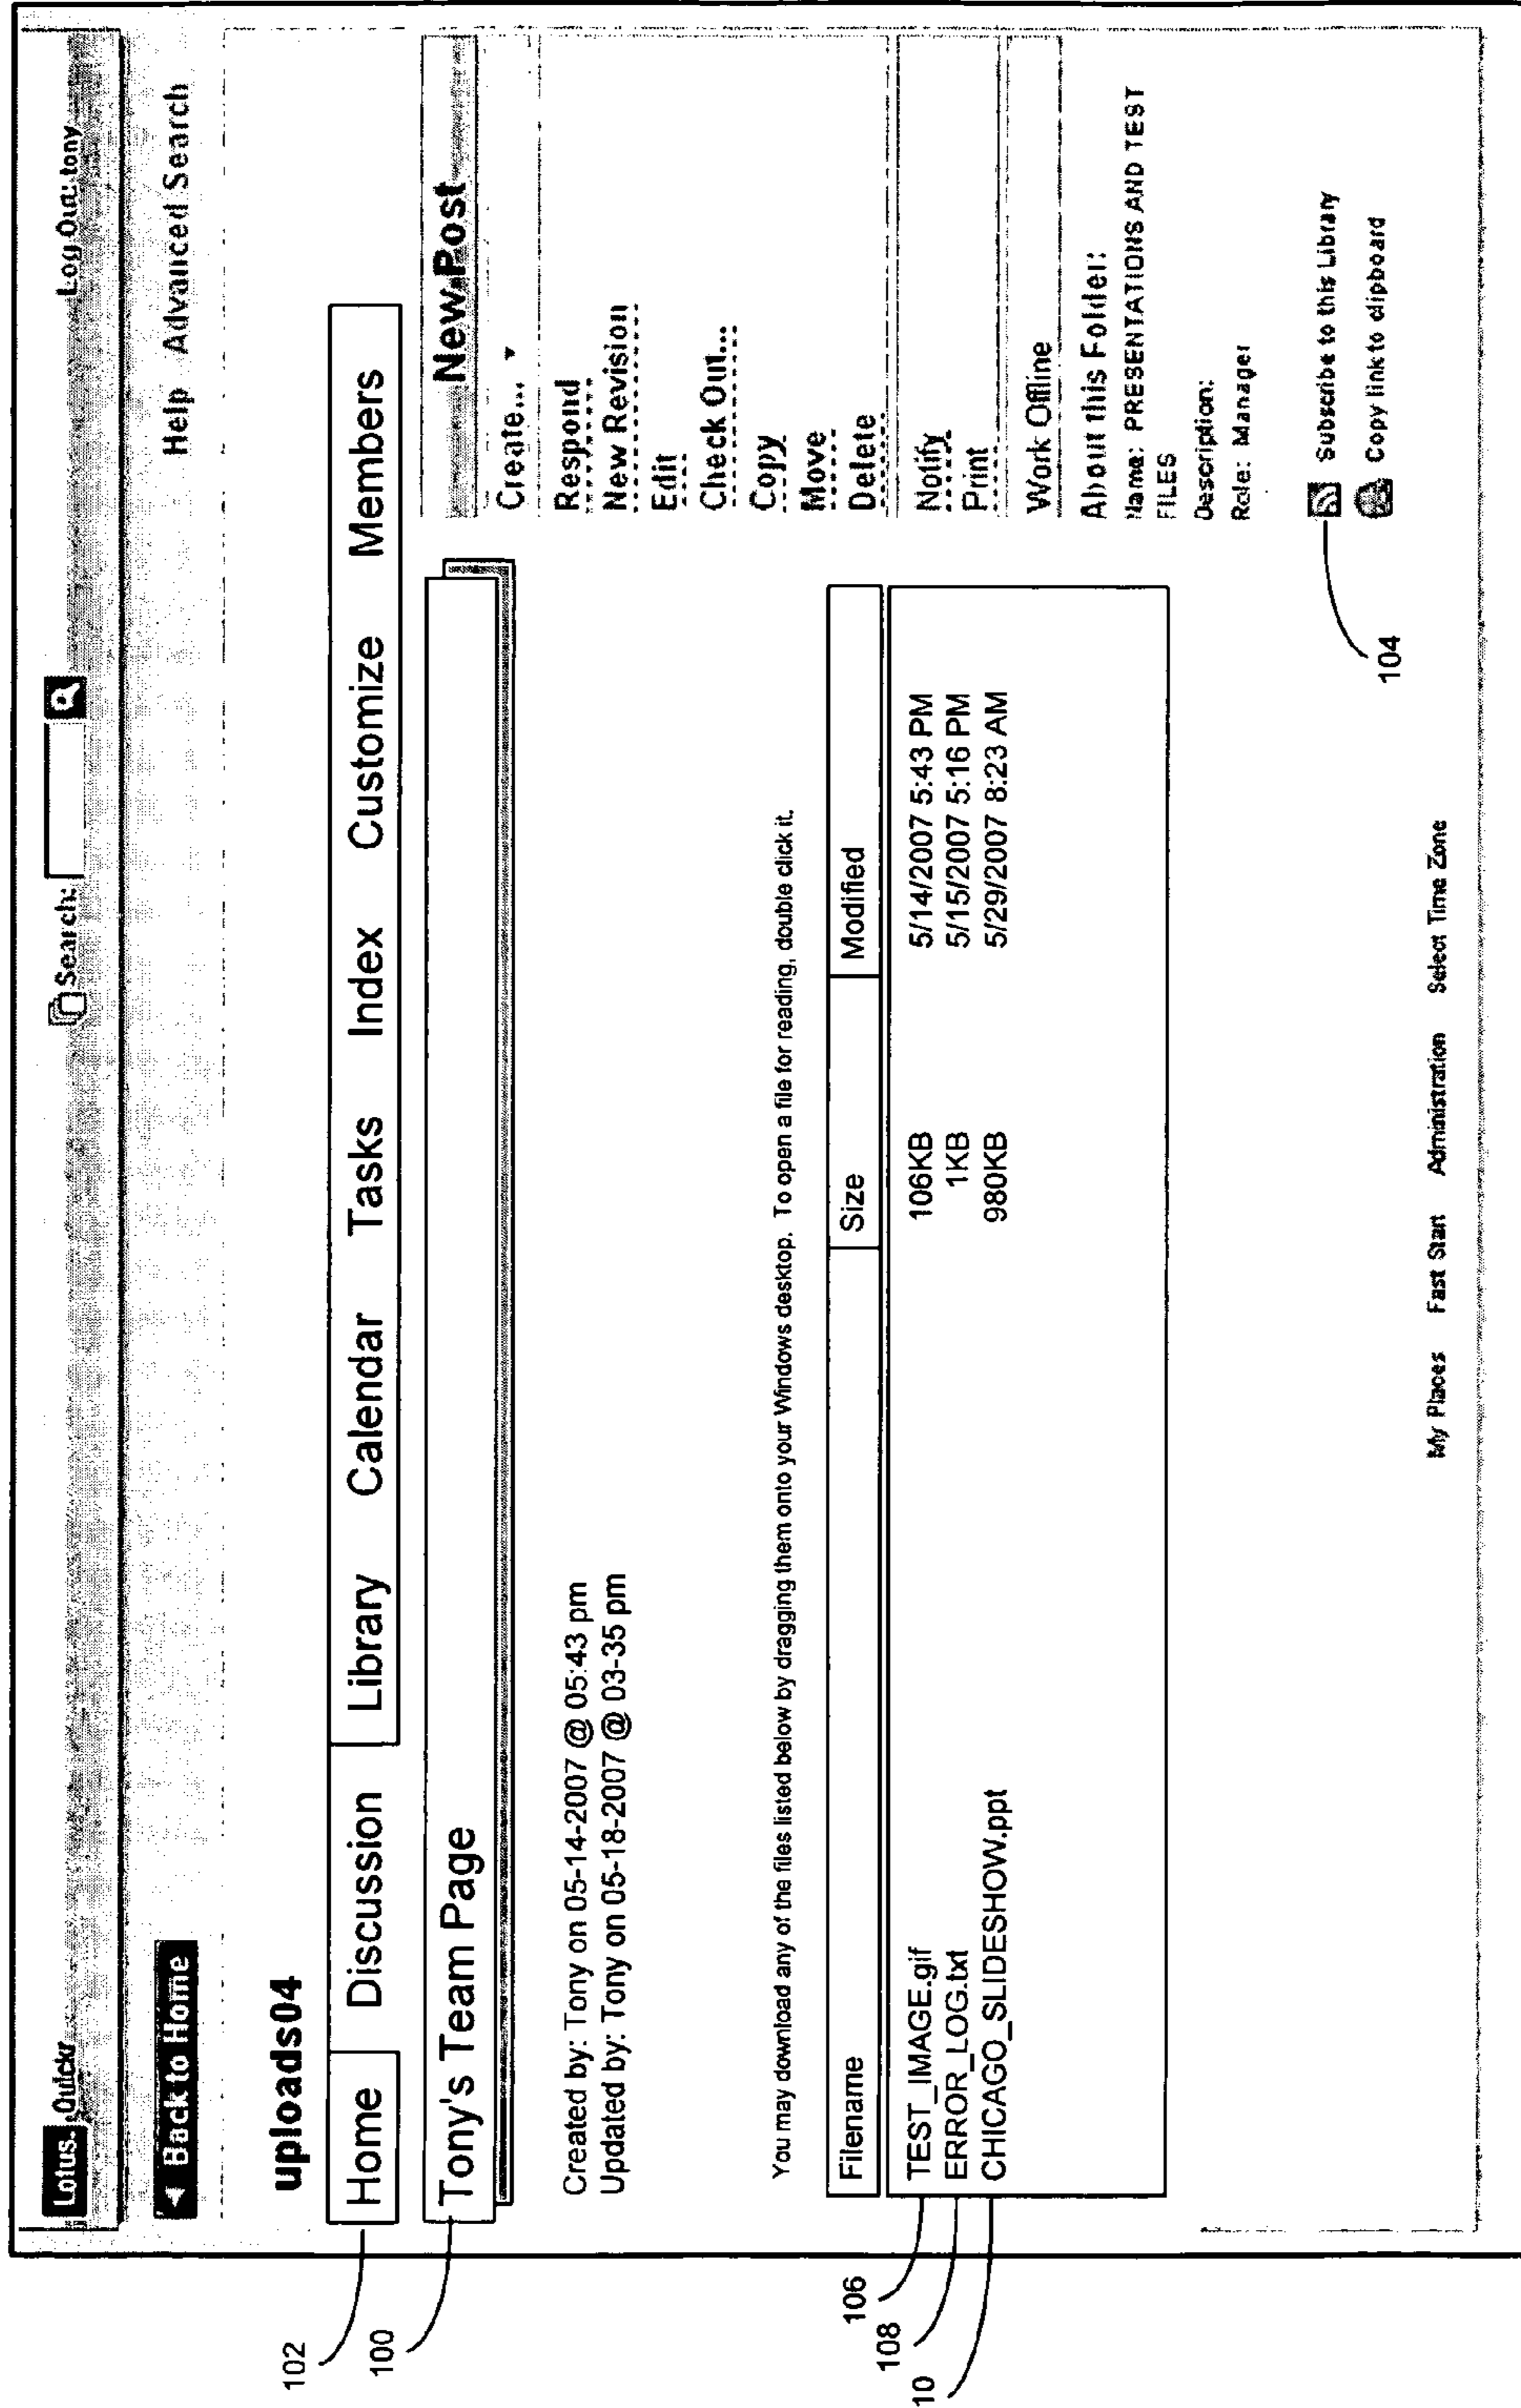 Lotus. Quickr Search: Log Out: tony
Back to Home Help Advanced Search
uploads04
102
Home Discussion Library Calendar Tasks Index Customize Members
100
Tony's Team Page
New Post
Create...
Respond
New Revision
Edit
Check Out...
Copy
Move
Delete
Notify
Print
Work Offline
About this Folder:
Name: PRESENTATIONS AND TEST
FILES
Description:
Role: Manager
Subscribe to this Library
Copy link to clipboard
104
Created by: Tony on 05-14-2007 @ 05:43 pm
Updated by: Tony on 05-18-2007 @ 03-35 pm
You may download any of the files listed below by dragging them onto your Windows desktop. To open a file for reading, double click it.
Filename Size Modified
106 TEST_IMAGE.gif 106KB 5/14/2007 5:43 PM
108 ERROR_LOG.txt 1KB 5/15/2007 5:16 PM
10 CHICAGO_SLIDESHOW.ppt 980KB 5/29/2007 8:23 AM
My Places Fast Start Administration Select Time Zone